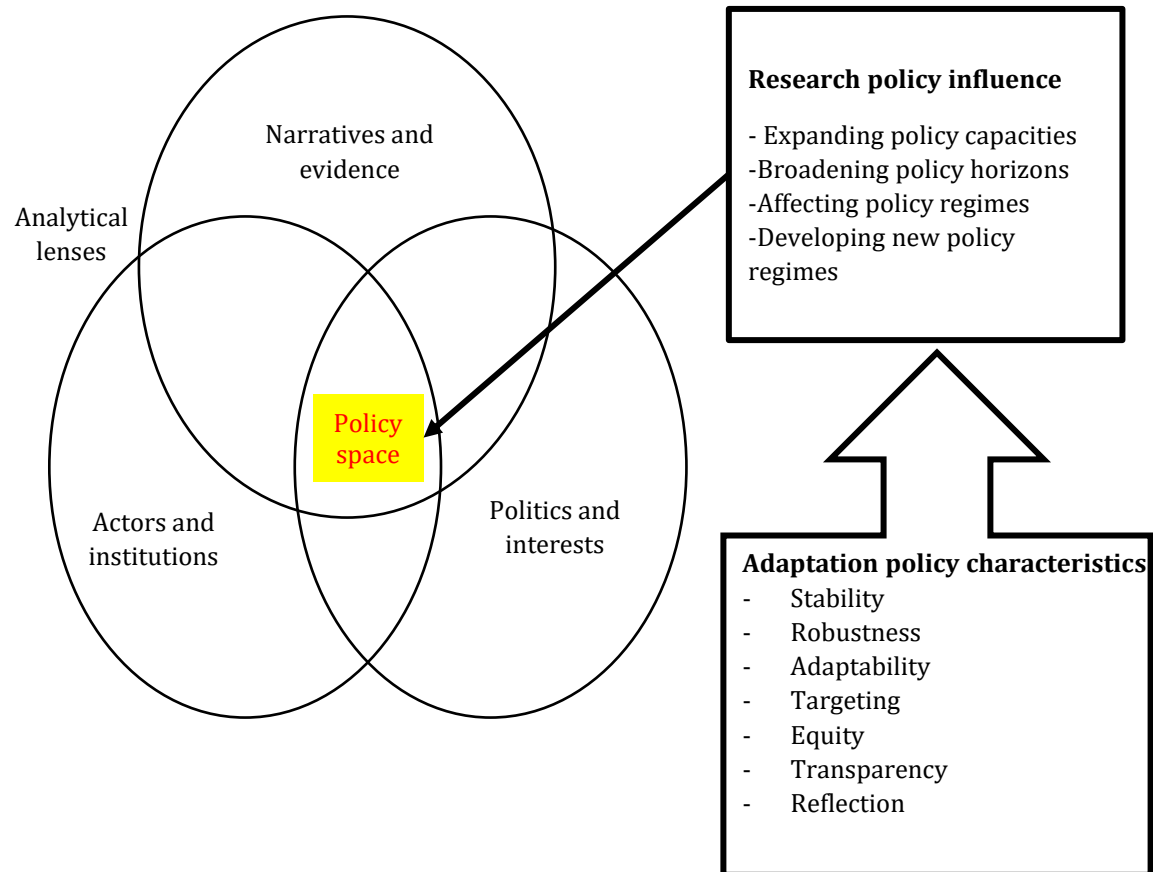 Narratives and
evidence
Analytical
lenses
Policy
space
Actors and
institutions
Politics and
interests
Research policy influence
- Expanding policy capacities
-Broadening policy horizons
-Affecting policy regimes
-Developing new policy
regimes
Adaptation policy characteristics
- Stability
- Robustness
- Adaptability
- Targeting
- Equity
- Transparency
- Reflection